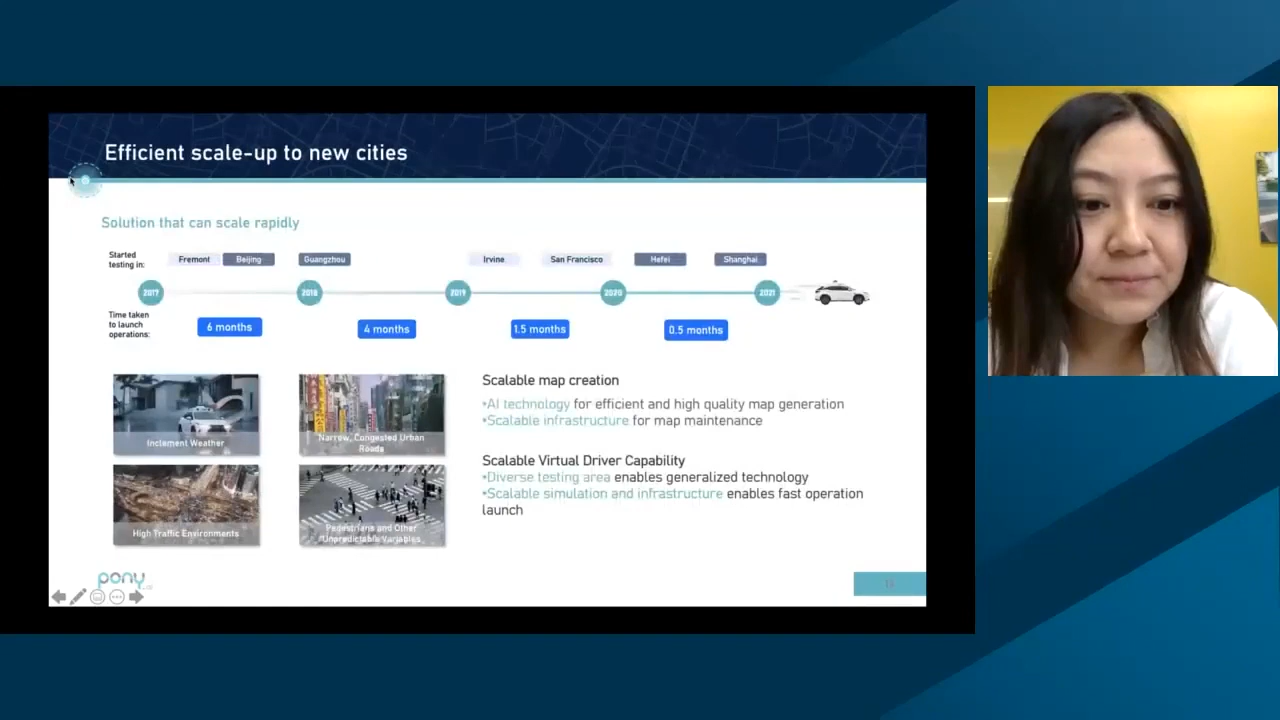 Efficient scale-up to new cities
Solution that can scale rapidly
Started
testing in:
Fremont
Beijing
Guangzhou
Irvine
San Francisco
Hefei
Shanghai
2017
2018
2019
2020
2021
Time taken
to launch
operations:
6 months
4 months
1.5 months
0.5 months
Inclement Weather
Narrow, Congested Urban
Roads
High Traffic Environments
Pedestrians and Other
Unpredictable Variables
Scalable map creation
•AI technology for efficient and high quality map generation
•Scalable infrastructure for map maintenance
Scalable Virtual Driver Capability
•Diverse testing area enables generalized technology
•Scalable simulation and infrastructure enables fast operation
launch
pony